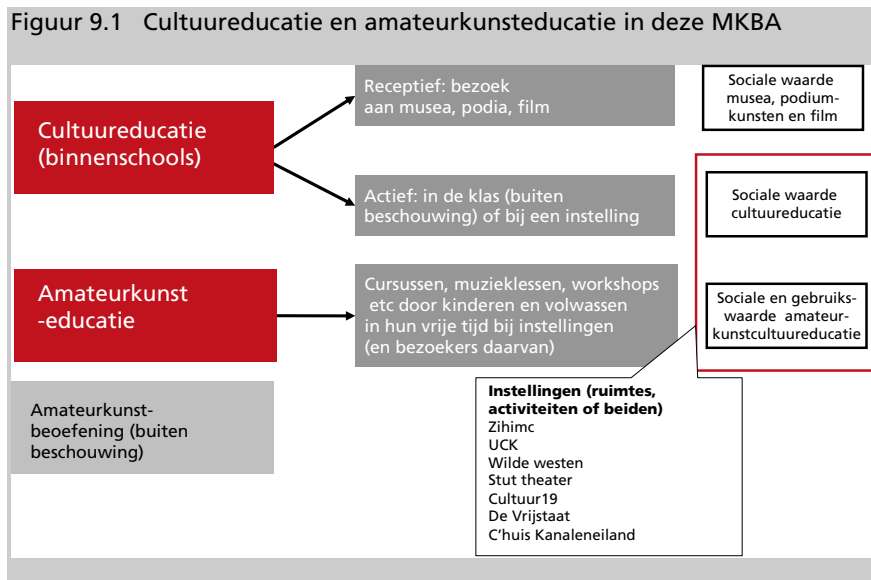 Figuur 9.1 Cultuureducatie en amateurkunsteducatie in deze MKBA
Cultuureducatie
(binnenschools)
Receptief: bezoek
aan musea, podia, film
Sociale waarde
musea, podium-
kunsten en film
Actief: in de klas (buiten
beschouwing) of bij een instelling
Sociale waarde
cultuureducatie
Amateurkunst
-educatie
Cursussen, muzieklessen, workshops
etc door kinderen en volwassen
in hun vrije tijd bij instellingen
(en bezoekers daarvan)
Sociale en gebruiks-
waarde amateur-
kunstcultuureducatie
Amateurkunst-
beoefening (buiten
beschouwing)
Instellingen (ruimtes,
activiteiten of beiden)
Zihimc
UCK
Wilde westen
Stut theater
Cultuur19
De Vrijstaat
C'huis Kanaleneiland